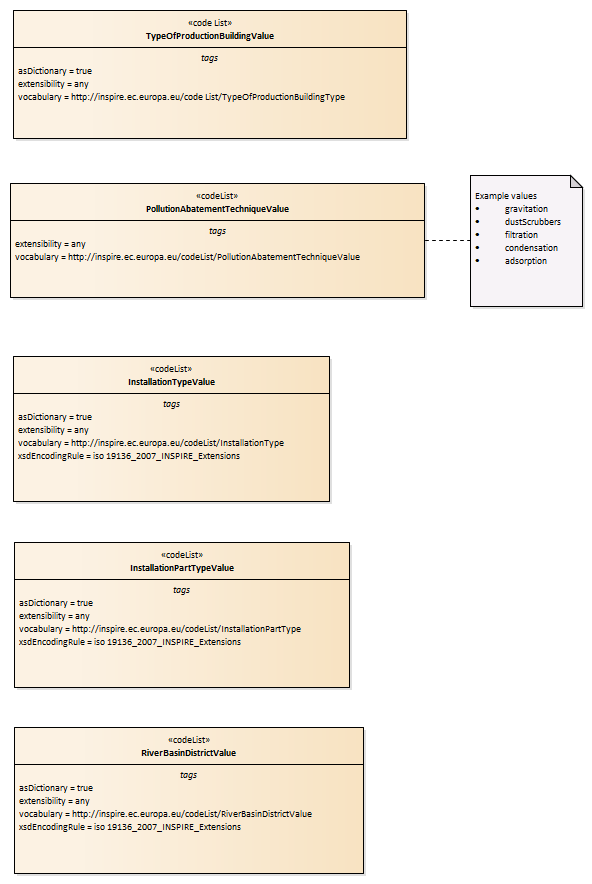 «code List»
TypeOfProductionBuildingValue
tags
asDictionary = true
extensibility = any
vocabulary = http://inspire.ec.europa.eu/code List/TypeOfProductionBuildingType
«codeList»
PollutionAbatementTechniqueValue
tags
extensibility = any
vocabulary = http://inspire.ec.europa.eu/codeList/PollutionAbatementTechniqueValue
Example values
• gravitation
• dustScrubbers
• filtration
• condensation
• adsorption
«codeList»
InstallationTypeValue
tags
asDictionary = true
extensibility = any
vocabulary = http://inspire.ec.europa.eu/codeList/InstallationType
xsdEncodingRule = iso 19136_2007_INSPIRE_Extensions
«codeList»
InstallationPartTypeValue
tags
asDictionary = true
extensibility = any
vocabulary = http://inspire.ec.europa.eu/codeList/InstallationPartType
xsdEncodingRule = iso 19136_2007_INSPIRE_Extensions
«codeList»
RiverBasinDistrictValue
tags
asDictionary = true
extensibility = any
vocabulary = http://inspire.ec.europa.eu/codeList/RiverBasinDistrictValue
xsdEncodingRule = iso 19136_2007_INSPIRE_Extensions